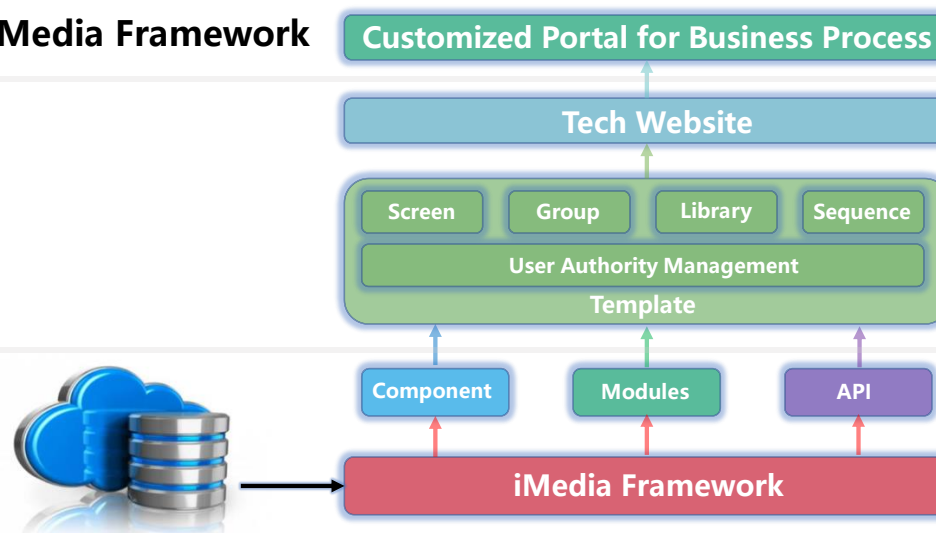 Media Framework
Customized Portal for Business Process
Tech Website
Screen
Group
Library
Sequence
User Authority Management
Template
Component
Modules
API
iMedia Framework